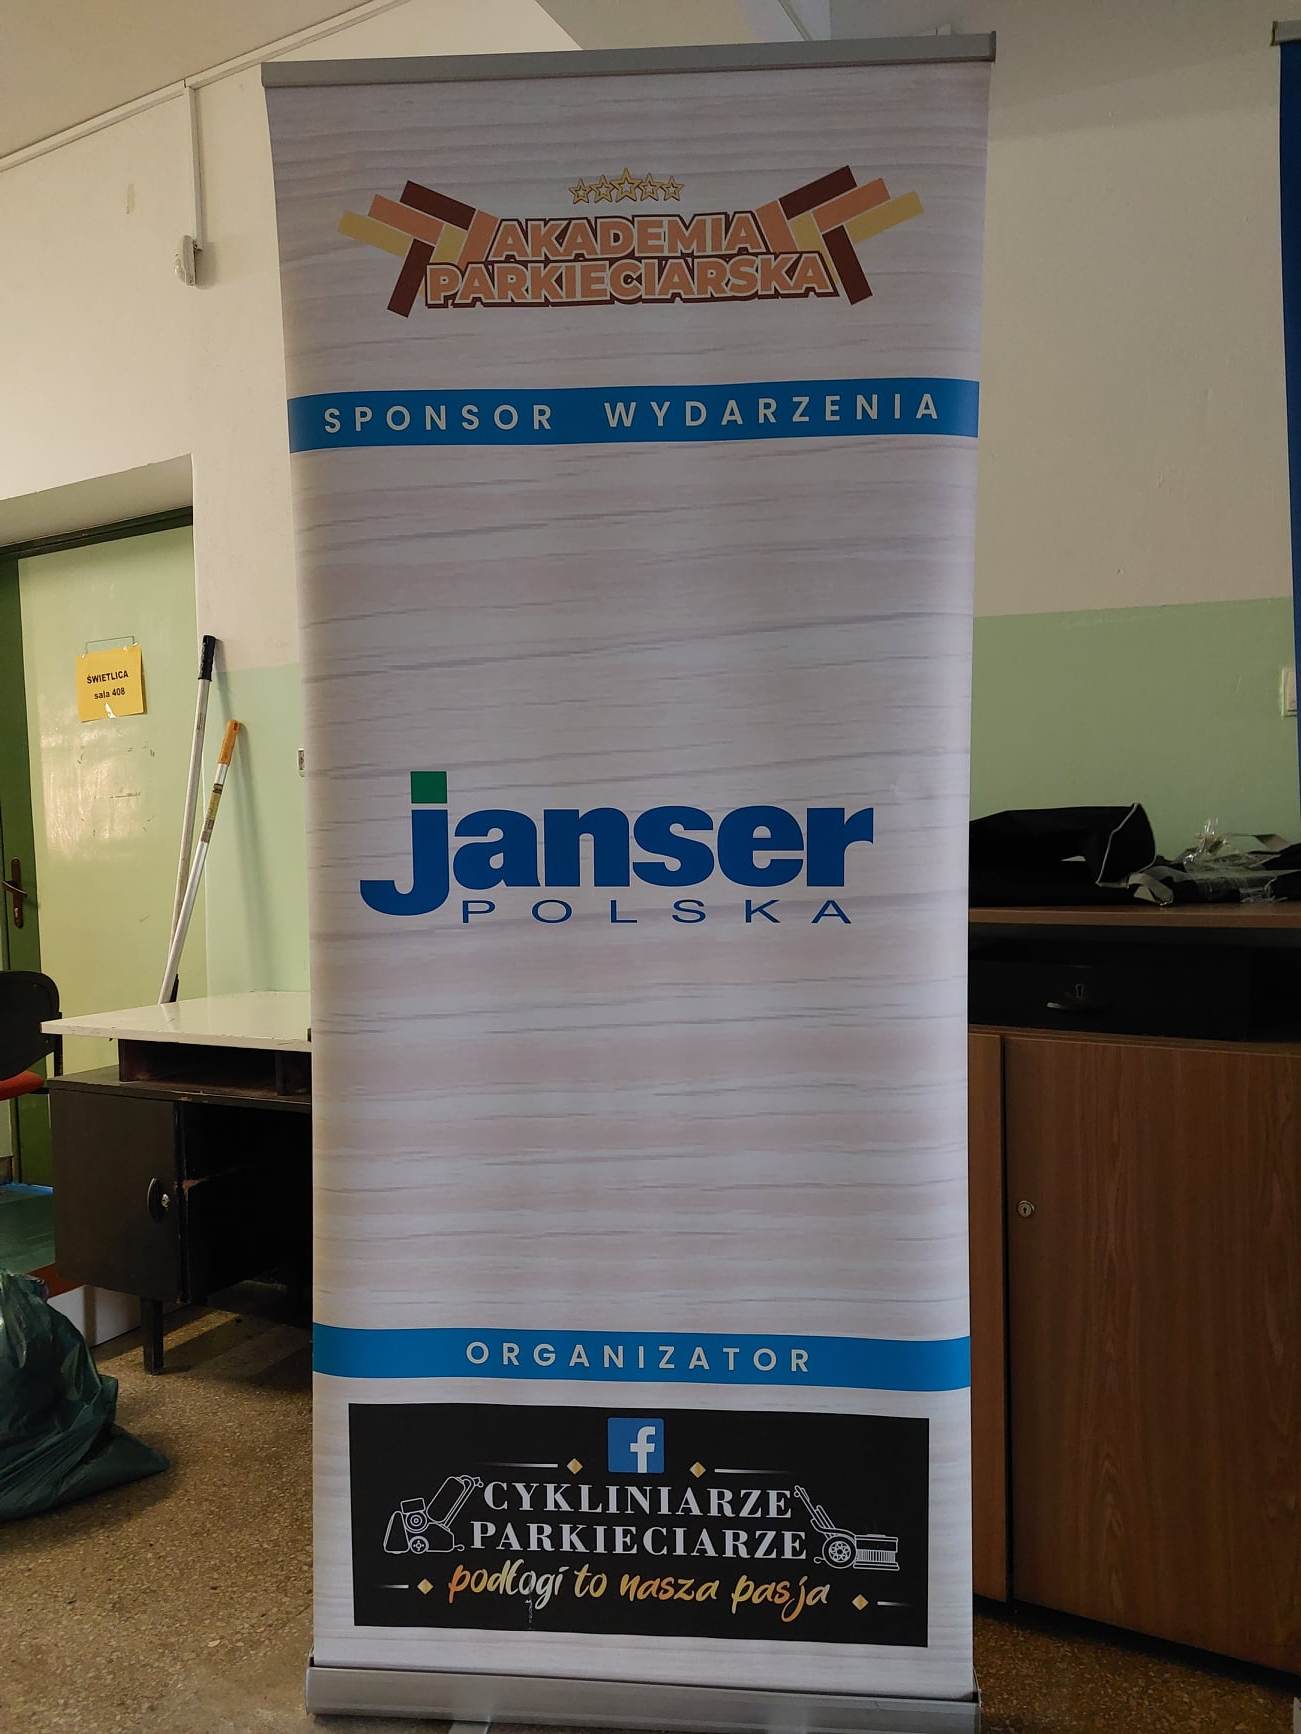 AKADEMIA
PARKIECIARSKA
SPONSOR WYDARZENIA
ŚWIETLICA
sala 408
janser
POLSKA
ORGANIZATOR
f
CYKLINIARZE
PARKIECIARZE
podłogi to nasza pasja